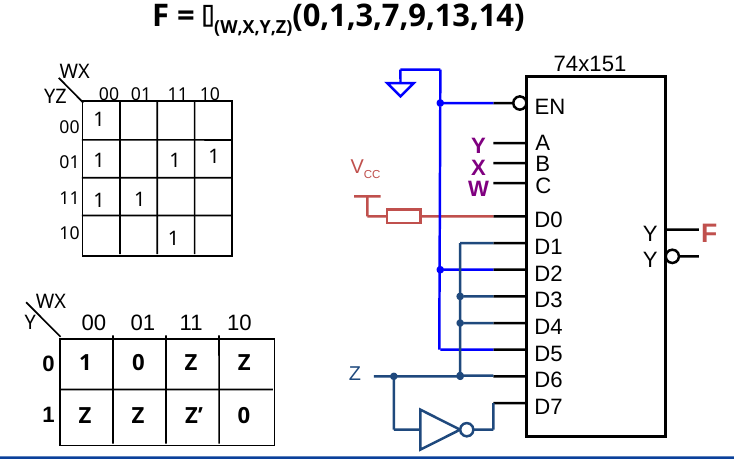 F = ▯(W,X,Y,Z)(0,1,3,7,9,13,14)
WX
YZ 00 01 11 10
00 1
01 1 1 1
11 1 1
10 1
WX
Y 00 01 11 10
0 1 0 Z Z
1 Z Z Z’ 0
74x151
EN
Y A
X B
W C
VCC
D0
D1
D2
D3
D4
D5
Z D6
D7
Y F
Y